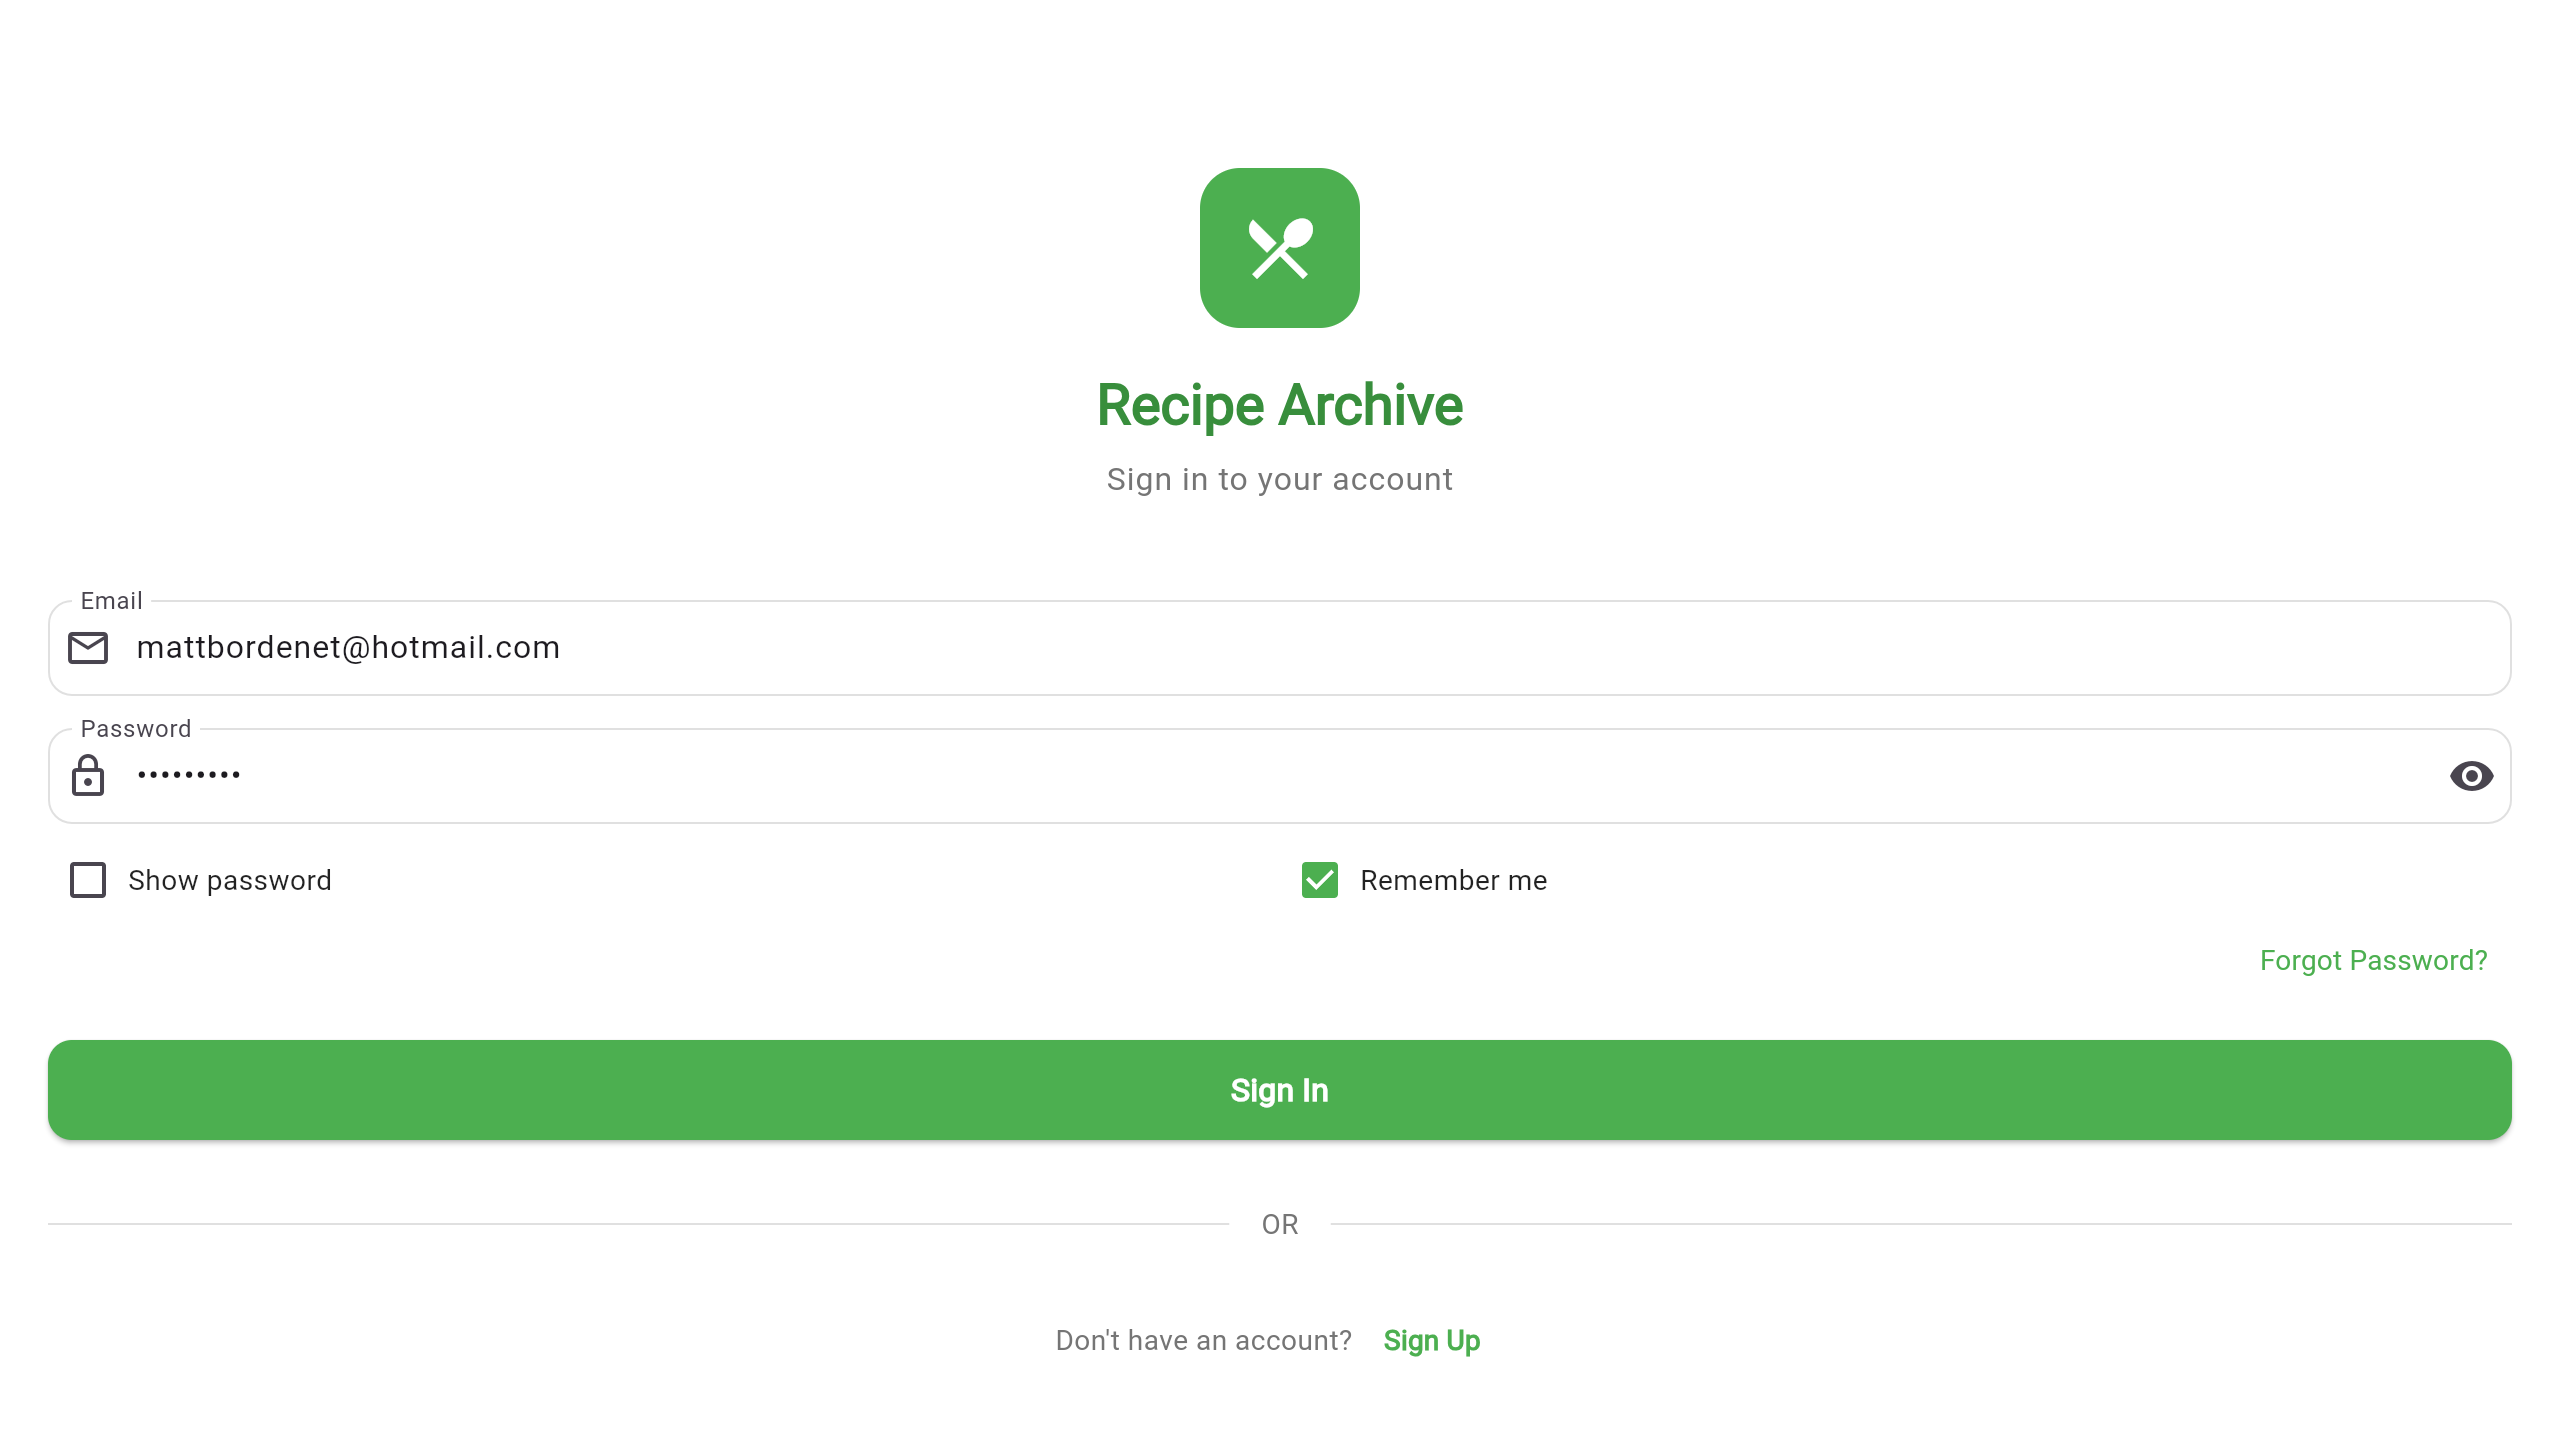 Recipe Archive
Sign in to your account
Email
mattbordenet@hotmail.com
Password
•••••••••
Show password
Remember me
Forgot Password?
Sign In
OR
Don't have an account? Sign Up